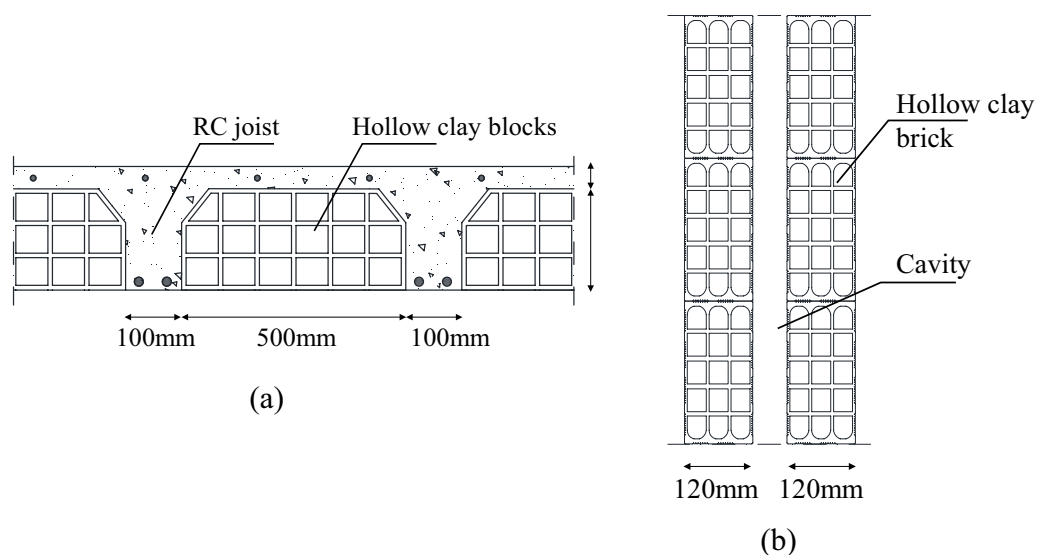 RC joist
Hollow clay blocks
100mm
500mm
100mm
(a)
Hollow clay
brick
Cavity
120mm
120mm
(b)